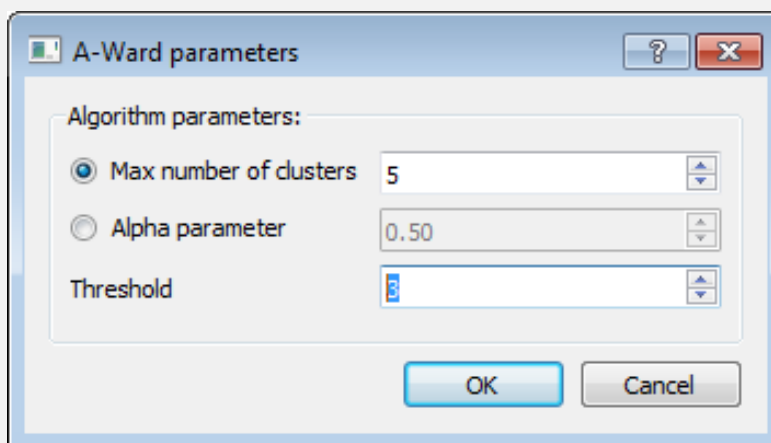 A-Ward parameters
Algorithm parameters:
Max number of clusters 5
Alpha parameter 0.50
Threshold 3
OK Cancel